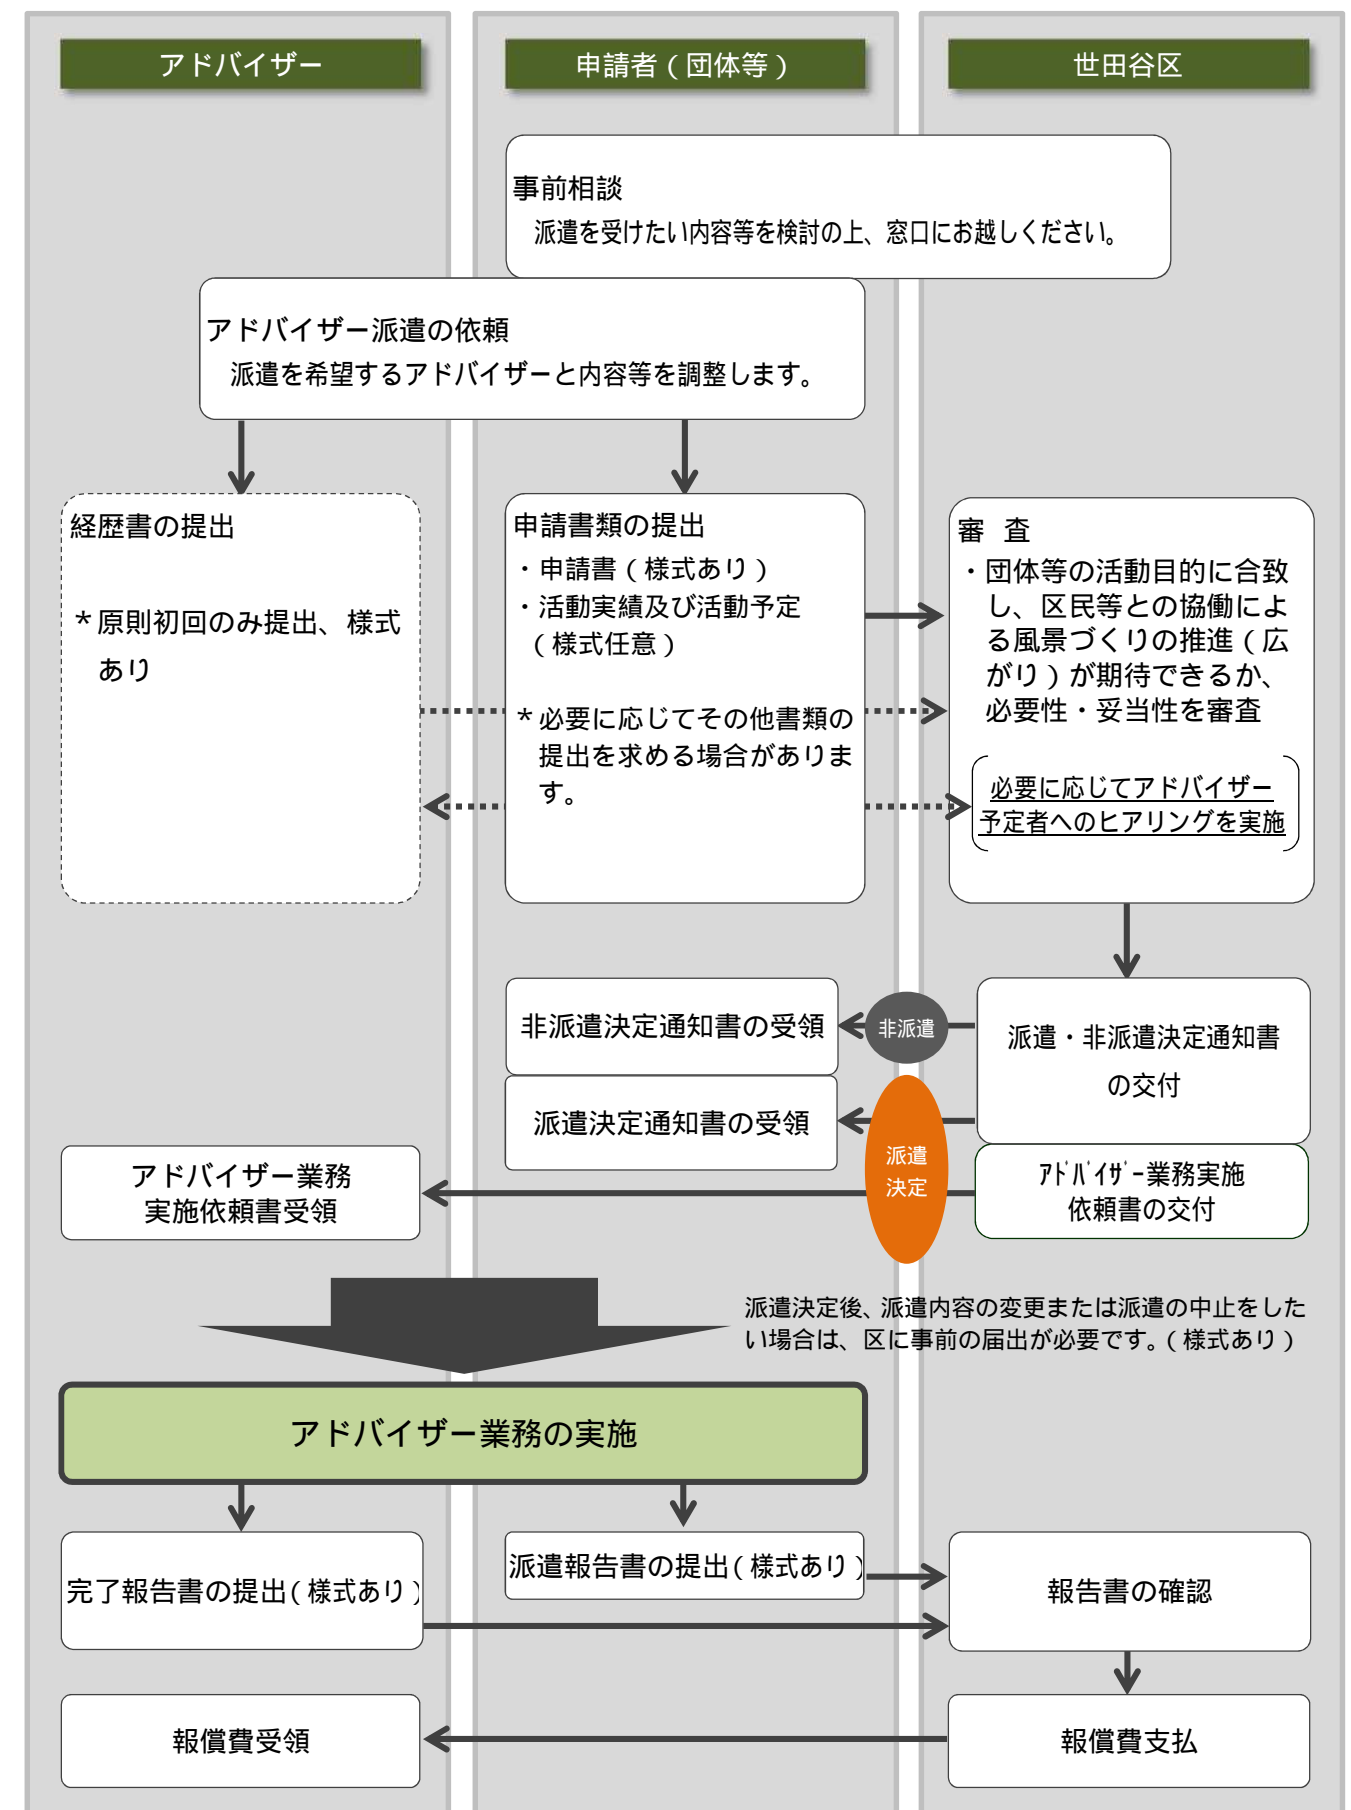 アドバイザー
申請者(団体等)
世田谷区
事前相談
派遣を受けたい内容等を検討の上、窓口にお越しください。
アドバイザー派遣の依頼
派遣を希望するアドバイザーと内容等を調整します。
経歴書の提出
*原則初回のみ提出、様式
あり
申請書類の提出
・申請書(様式あり)
・活動実績及び活動予定
(様式任意)
*必要に応じてその他書類の
提出を求める場合がありま
す。
審 査
・団体等の活動目的に合致
し、区民等との協働によ
る風景づくりの推進(広
がり)が期待できるか、
必要性・妥当性を審査
必要に応じてアドバイザー
予定者へのヒアリングを実施
非派遣決定通知書の受領
非派遣
派遣・非派遣決定通知書
の交付
派遣決定通知書の受領
派遣
決定
アドバイザー業務
実施依頼書受領
アドバイザー業務実施
依頼書の交付
派遣決定後、派遣内容の変更または派遣の中止をした
い場合は、区に事前の届出が必要です。(様式あり)
アドバイザー業務の実施
完了報告書の提出(様式あり)
派遣報告書の提出(様式あり)
報告書の確認
報償費受領
報償費支払